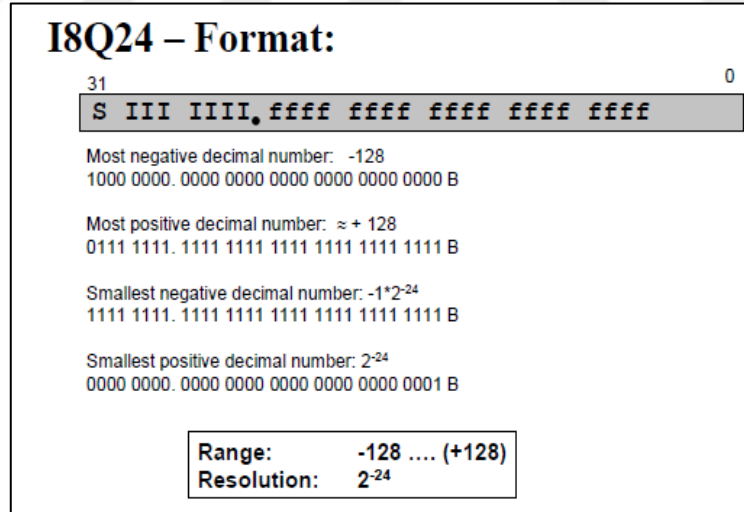 I8Q24 – Format:
31 0
S III IIII. ffff ffff ffff ffff ffff
Most negative decimal number: -128
1000 0000. 0000 0000 0000 0000 0000 0000 B
Most positive decimal number: ≈ + 128
0111 1111. 1111 1111 1111 1111 1111 1111 B
Smallest negative decimal number: -1*2⁻²⁴
1111 1111. 1111 1111 1111 1111 1111 1111 B
Smallest positive decimal number: 2⁻²⁴
0000 0000. 0000 0000 0000 0000 0000 0001 B
Range: -128 .... (+128)
Resolution: 2⁻²⁴